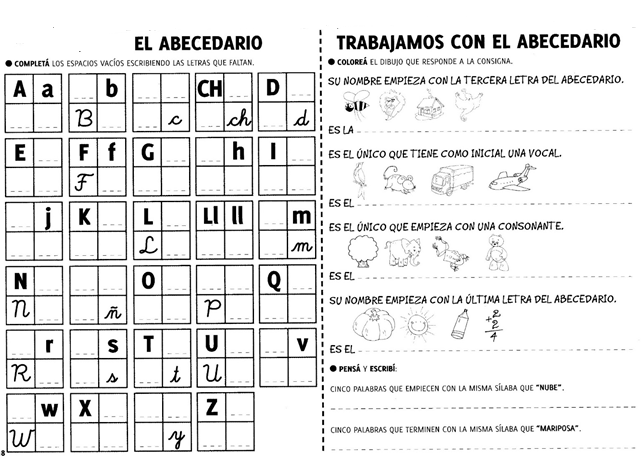 EL ABECEDARIO
● COMPLETÁ LOS ESPACIOS VACÍOS ESCRIBIENDO LAS LETRAS QUE FALTAN.
A a b CH D
B c ch d
E F f G h I
F
j K L Ll ll m
L m
N O Q
N ñ P
r s T U v
R s t U
w X Z
W y
8
TRABAJAMOS CON EL ABECEDARIO
● COLOREÁ EL DIBUJO QUE RESPONDE A LA CONSIGNA.
SU NOMBRE EMPIEZA CON LA TERCERA LETRA DEL ABECEDARIO.
ES LA
ES EL ÚNICO QUE TIENE COMO INICIAL UNA VOCAL.
ES EL
ES EL ÚNICO QUE EMPIEZA CON UNA CONSONANTE.
ES EL
SU NOMBRE EMPIEZA CON LA ÚLTIMA LETRA DEL ABECEDARIO.
2
+2
4
ES EL
● PENSÁ Y ESCRIBÍ:
CINCO PALABRAS QUE EMPIECEN CON LA MISMA SÍLABA QUE "NUBE".
CINCO PALABRAS QUE TERMINEN CON LA MISMA SÍLABA QUE "MARIPOSA".